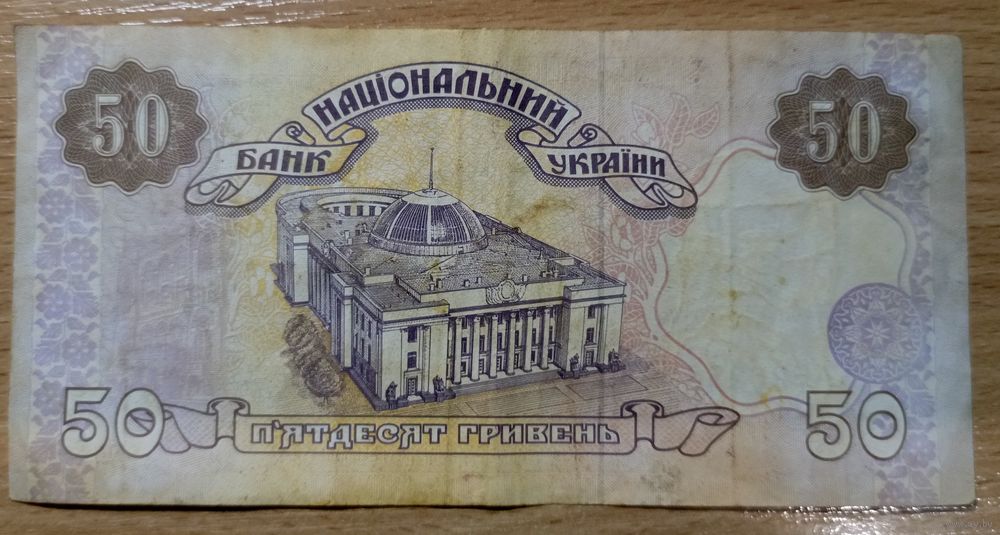 50 НАЦІОНАЛЬНИЙ 50
БАНК УКРАЇНИ
50 П'ЯТДЕСЯТ ГРИВЕНЬ 50